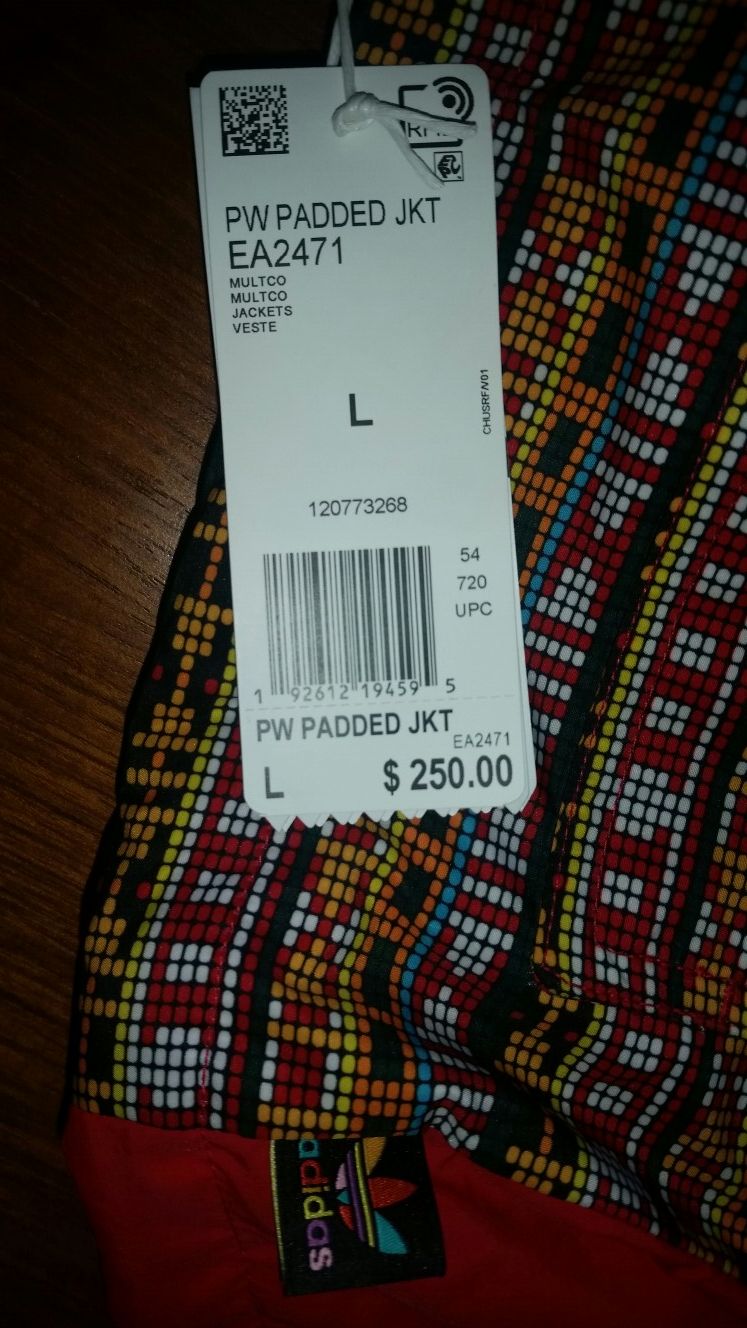 PW PADDED JKT
EA2471
MULTCO
MULTCO
JACKETS
VESTE
L
CHUSRFW01
120773268
54
720
UPC
1 92612 19459 5
PW PADDED JKT
EA2471
L $ 250.00
adidas